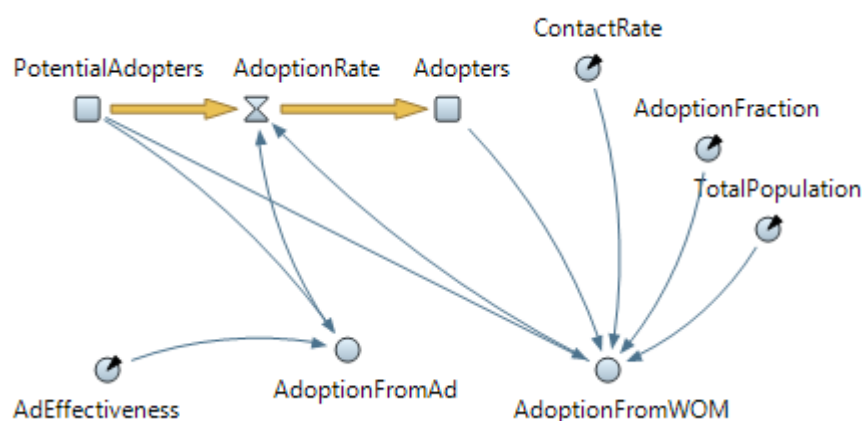 ContactRate
PotentialAdopters AdoptionRate Adopters
AdoptionFraction
TotalPopulation
AdoptionFromAd
AdEffectiveness AdoptionFromWOM